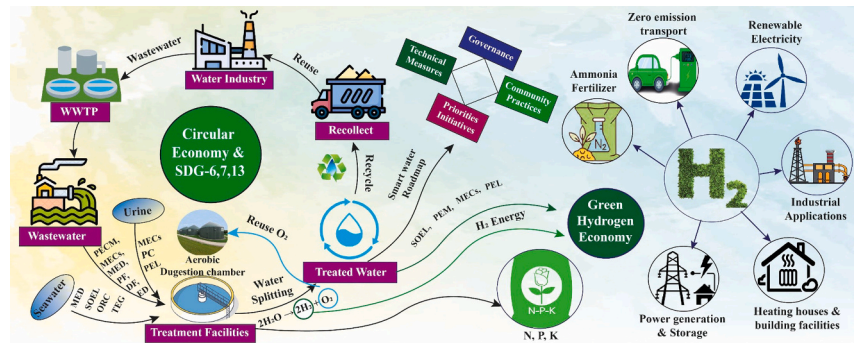 Wastewater
Water Industry
WWTP
Reuse
Recollect
Circular
Economy &
SDG-6,7,13
Recycle
Wastewater
Urine
Seawater
PECM,
MECs,
MED,
PF,
DF,
ED
MECs
PC
PEL
MED
SOEL
ORC
TEG
Aerobic
Dugestion chamber
Reuse O₂
Treatment Facilities
Water
Splitting
2H₂O → 2H₂ + O₂
Treated Water
Smart water
Roadmap
Technical
Measures
Governance
Community
Practices
Priorities
Initiatives
SOEL, PEM, MECs, PEL
H₂ Energy
Green
Hydrogen
Economy
N-P-K
N, P, K
Zero emission
transport
Renewable
Electricity
Ammonia
Fertilizer
N₂
H₂
Industrial
Applications
Power generation
& Storage
Heating houses &
building facilities